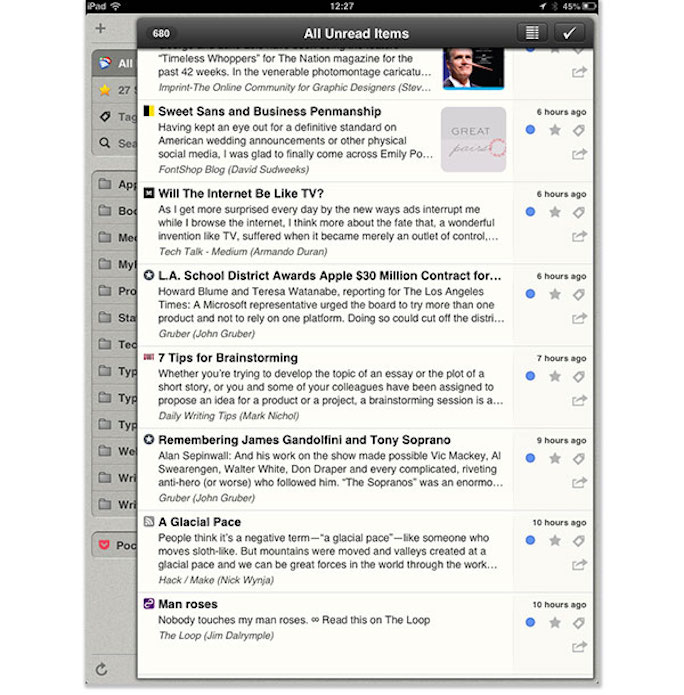 iPad 12:27 45%
680 All Unread Items
All
27
Tag
Sea
App
Boo
Med
MyF
Pro
Sta
Tec
Typ
Typ
Typ
Wel
Wri
Wri
Poc
“Timeless Whoppers” for The Nation magazine for the
past 42 weeks. In the venerable photomontage caricatu…
Imprint-The Online Community for Graphic Designers (Stev…
Sweet Sans and Business Penmanship
6 hours ago
Having kept an eye out for a definitive standard on
American wedding announcements or other physical
social media, I was glad to finally come across Emily Po…
FontShop Blog (David Sudweeks)
GREAT
pairs
Will The Internet Be Like TV?
6 hours ago
As I get more surprised every day by the new ways ads interrupt me
while I browse the internet, I think more about the fate that, a wonderful
invention like TV, suffered when it became merely an outlet of control,…
Tech Talk - Medium (Armando Duran)
L.A. School District Awards Apple $30 Million Contract for…
6 hours ago
Howard Blume and Teresa Watanabe, reporting for The Los Angeles
Times: A Microsoft representative urged the board to try more than one
product and not to rely on one platform. Doing so could cut off the distri…
Gruber (John Gruber)
7 Tips for Brainstorming
7 hours ago
Whether you’re trying to develop the topic of an essay or the plot of a
short story, or you and some of your colleagues have been assigned to
propose an idea for a product or a project, a brainstorming session is a…
Daily Writing Tips (Mark Nichol)
Remembering James Gandolfini and Tony Soprano
9 hours ago
Alan Sepinwall: And his work on the show made possible Vic Mackey, Al
Swearengen, Walter White, Don Draper and every complicated, riveting
anti-hero (or worse) who followed him. “The Sopranos” was an enormo…
Gruber (John Gruber)
A Glacial Pace
10 hours ago
People think it’s a negative term—“a glacial pace”—like someone who
moves sloth-like. But mountains were moved and valleys created at a
glacial pace and we can be great forces in the world through the work…
Hack / Make (Nick Wynja)
Man roses
10 hours ago
Nobody touches my man roses. ∞ Read this on The Loop
The Loop (Jim Dalrymple)